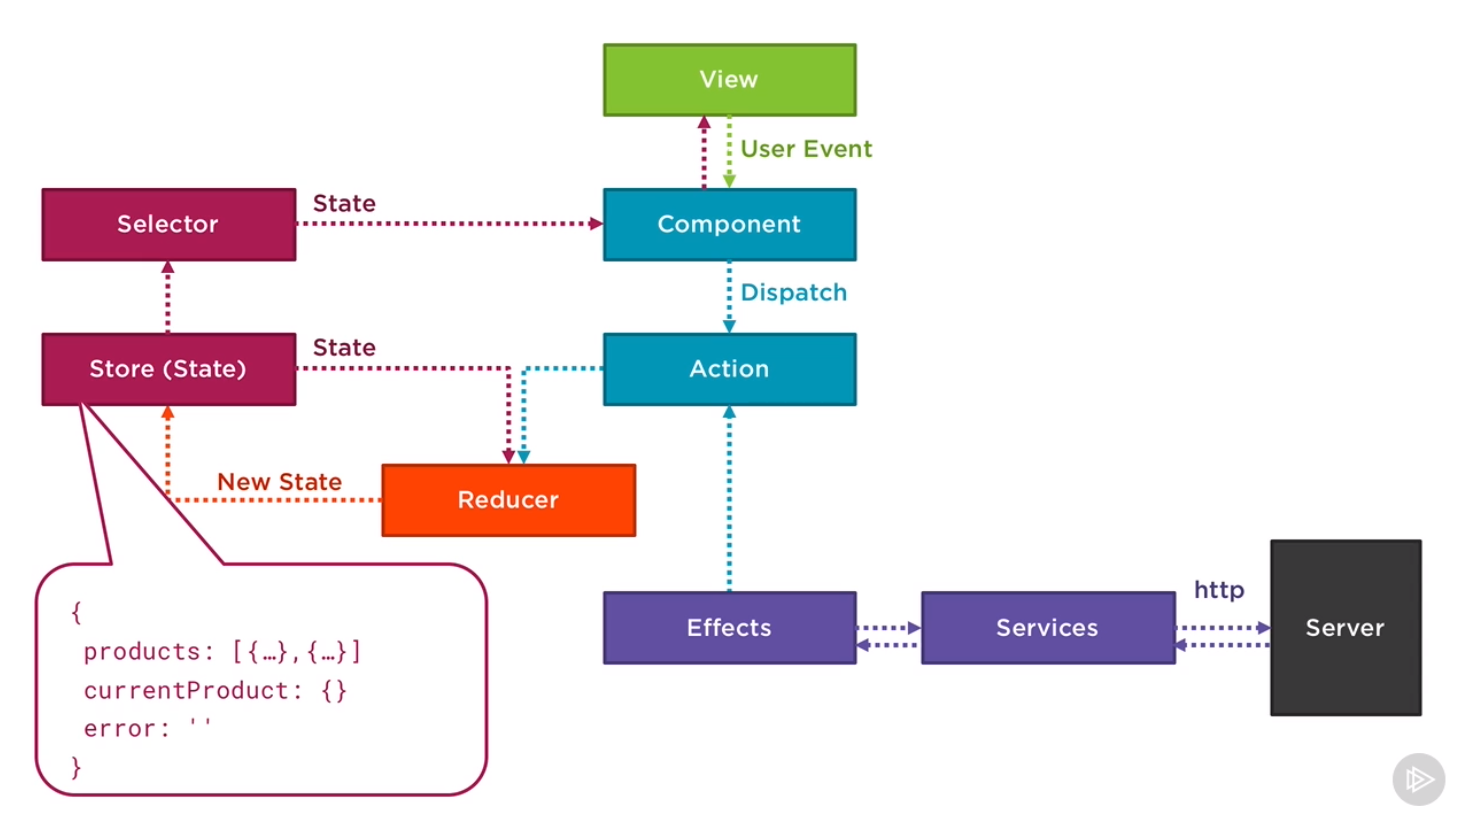 View
User Event
Selector
State
Component
Dispatch
Store (State)
State
Action
New State
Reducer
{
products: [{…},{…}]
currentProduct: {}
error: ''
}
Effects
Services
http
Server